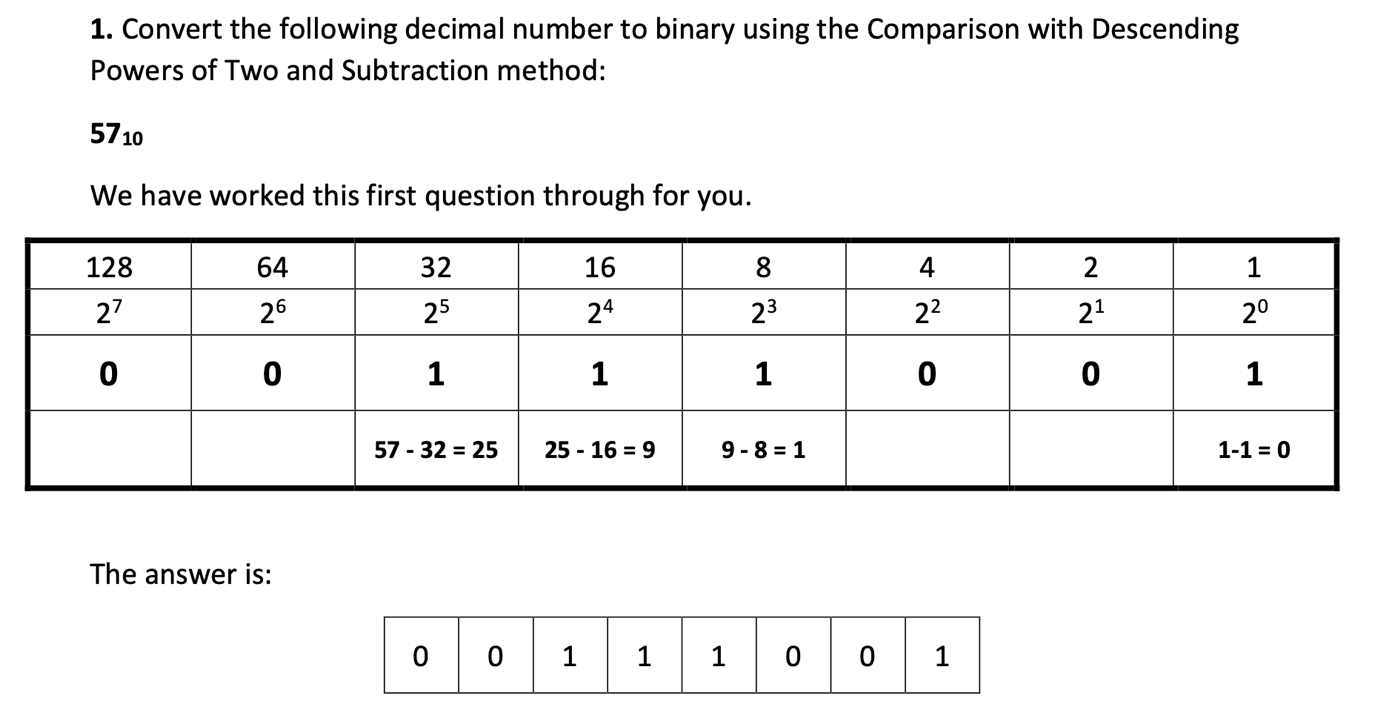 1. Convert the following decimal number to binary using the Comparison with Descending
Powers of Two and Subtraction method:
57₁₀
We have worked this first question through for you.
128 64 32 16 8 4 2 1
2⁷ 2⁶ 2⁵ 2⁴ 2³ 2² 2¹ 2⁰
0 0 1 1 1 0 0 1
57 - 32 = 25 25 - 16 = 9 9 - 8 = 1 1-1 = 0
The answer is:
0 0 1 1 1 0 0 1